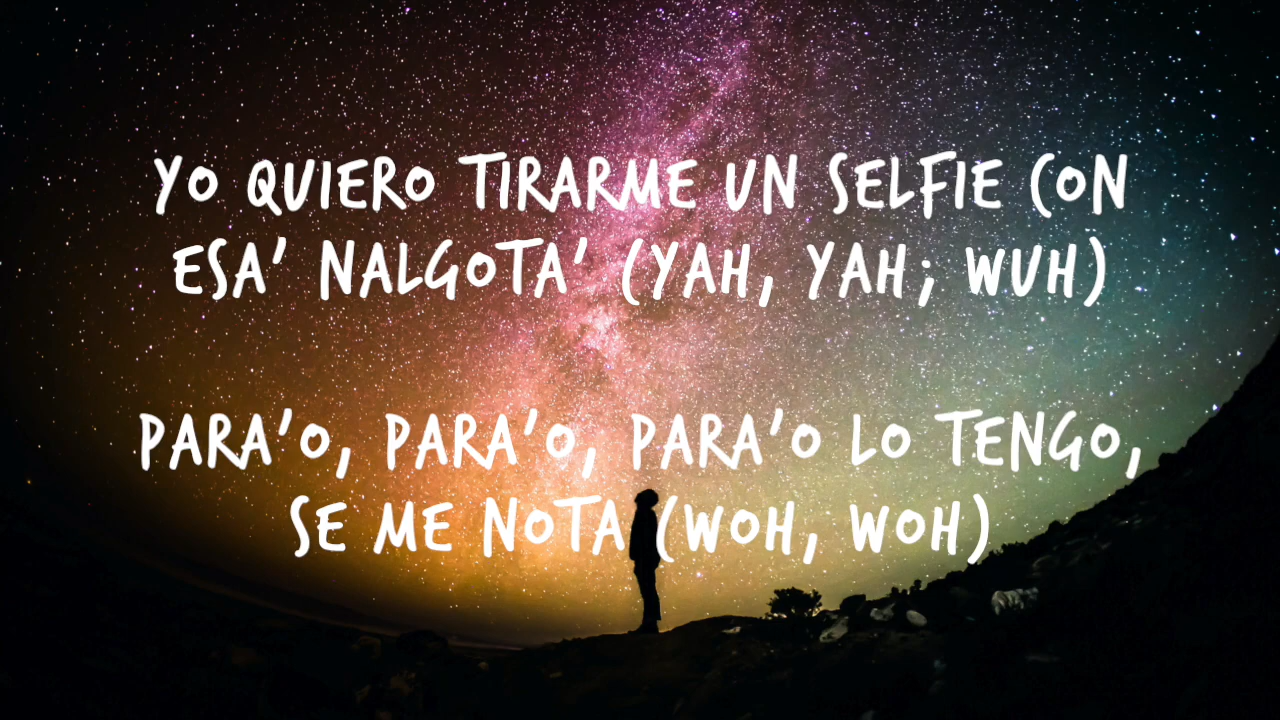 YO QUIERO TIRARME UN SELFIE CON
ESA' NALGOTA' (YAH, YAH; WUH)
PARA'O, PARA'O, PARA'O LO TENGO,
SE ME NOTA (WOH, WOH)